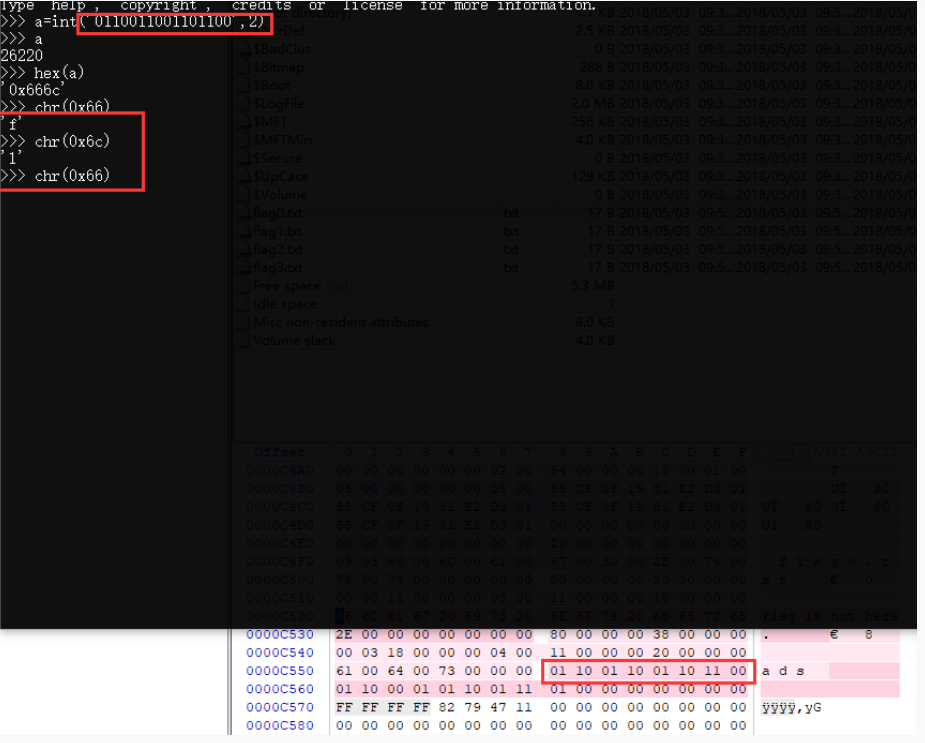 Type "help", "copyright", "credits" or "license" for more information.
>>> a=int("0110011001101100",2)
>>> a
26220
>>> hex(a)
'0x666c'
>>> chr(0x66)
'f'
>>> chr(0x6c)
'l'
>>> chr(0x66)
2.5 KB 2018/05/03 09:3...
$BadClus 0 B 2018/05/03 09:3... 2018/05/03 09:3... 2018/05/0
$Bitmap 288 B 2018/05/03 09:3... 2018/05/03 09:3... 2018/05/0
$Boot 8.0 KB 2018/05/03 09:3... 2018/05/03 09:3... 2018/05/0
$LogFile 2.0 MB 2018/05/03 09:3... 2018/05/03 09:3... 2018/05/0
$MFT 256 KB 2018/05/03 09:3... 2018/05/03 09:3... 2018/05/0
$MFTMirr 4.0 KB 2018/05/03 09:3... 2018/05/03 09:3... 2018/05/0
$Secure 0 B 2018/05/03 09:3... 2018/05/03 09:3... 2018/05/0
$UpCase 128 KB 2018/05/03 09:3... 2018/05/03 09:3... 2018/05/0
$Volume 0 B 2018/05/03 09:3... 2018/05/03 09:3... 2018/05/0
flag0.txt txt 17 B 2018/05/03 09:5... 2018/05/03 09:5... 2018/05/0
flag1.txt txt 17 B 2018/05/03 09:5... 2018/05/03 09:5... 2018/05/0
flag2.txt txt 17 B 2018/05/03 09:5... 2018/05/03 09:5... 2018/05/0
flag3.txt txt 17 B 2018/05/03 09:5... 2018/05/03 09:5... 2018/05/0
Free space (net) 5.3 MB
Idle space ?
Misc non-resident attributes 8.0 KB
Volume slack 4.0 KB
Offset 0 1 2 3 4 5 6 7 8 9 A B C D E F ANSI ASCII
0000C4A0 00 00 00 00 00 00 02 00 54 00 00 00 18 00 01 00 T
0000C4B0 05 00 00 00 00 00 05 00 55 CF 0F 19 81 E2 D3 01 UÏ âÓ
0000C4C0 55 CF 0F 19 81 E2 D3 01 55 CF 0F 19 81 E2 D3 01 UÏ âÓ UÏ âÓ
0000C4D0 55 CF 0F 19 81 E2 D3 01 00 00 00 00 00 00 00 00 UÏ âÓ
0000C4E0 00 00 00 00 00 00 00 00 20 00 00 00 00 00 00 00
0000C4F0 09 03 66 00 6C 00 61 00 67 00 30 00 2E 00 74 00 f l a g 0 . t
0000C500 78 00 74 00 00 00 00 00 80 00 00 00 30 00 00 00 x t € 0
0000C510 00 00 18 00 00 00 03 00 11 00 00 00 18 00 00 00
0000C520 66 6C 61 67 20 69 73 20 6E 6F 74 20 68 65 72 65 flag is not here
0000C530 2E 00 00 00 00 00 00 00 80 00 00 00 38 00 00 00 . € 8
0000C540 00 03 18 00 00 00 04 00 11 00 00 00 20 00 00 00
0000C550 61 00 64 00 73 00 00 00 01 10 01 10 01 10 11 00 a d s
0000C560 01 10 00 01 01 10 01 11 01 00 00 00 00 00 00 00
0000C570 FF FF FF FF 82 79 47 11 00 00 00 00 00 00 00 00 ÿÿÿÿ‚yG
0000C580 00 00 00 00 00 00 00 00 00 00 00 00 00 00 00 00